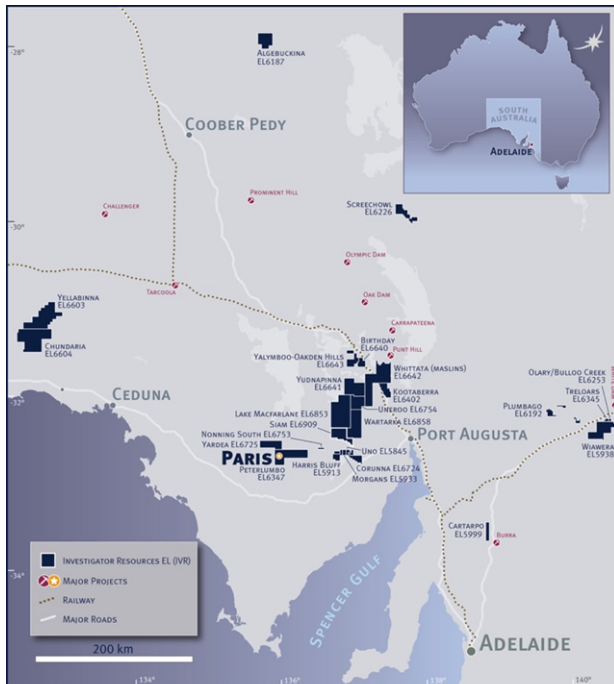 -28°
Algebuckina
EL6187
Coober Pedy
South
Australia
Adelaide
Challenger
Prominent Hill
Screechowl
EL6226
-30°
Olympic Dam
Tarcoola
Oak Dam
Yellabinna
EL6603
Carrapateena
Chundaria
EL6604
Birthday
EL6640
Punt Hill
Yalymboo-Oakden Hills
EL6643
Whittata (Maslins)
EL6642
Olary/Bulloo Creek
EL6253
Yudnapinna
EL6641
Kootaberra
EL6402
Treloars
EL6345
-32°
Ceduna
Uneroo EL6754
Plumbago
EL6192
Lake Macfarlane EL6853
Wartaka EL6858
Siam EL6909
Wiawera
EL5938
Nonning South EL6753
Port Augusta
Yardea EL6725
Uno EL5845
Paris
Peterlumbo
EL6347
Harris Bluff
EL5913
Corunna EL6724
Morgans EL5933
Cartarpo
EL5999
Burra
Investigator Resources EL (IVR)
-34°
Major Projects
Railway
Major Roads
Spencer Gulf
200 km
Adelaide
134°
136°
138°
140°